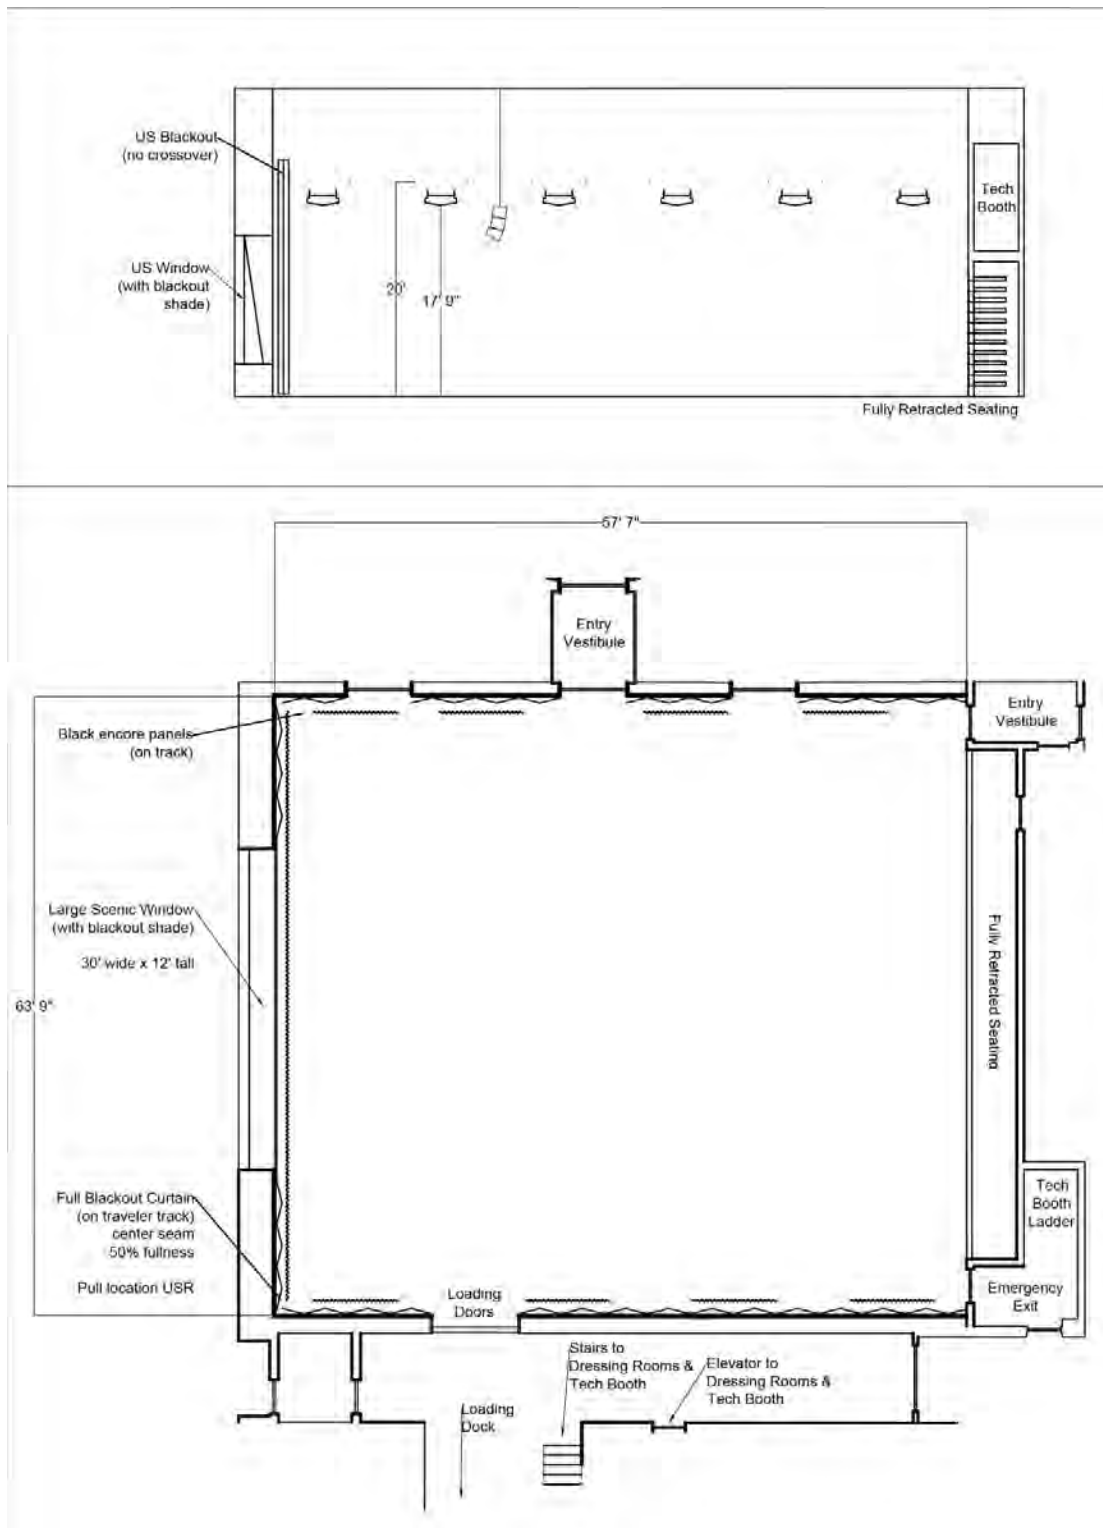 US Blackout
(no crossover)
Tech
Booth
US Window
(with blackout
shade)
20'
17' 9"
Fully Retracted Seating
67' 7"
Entry
Vestibule
Entry
Vestibule
Black encore panels
(on track)
Large Scenic Window
(with blackout shade)
30' wide x 12' tall
Fully Retracted Seating
63' 9"
Full Blackout Curtain
(on traveler track)
center seam
50% fullness
Pull location USR
Tech
Booth
Ladder
Loading
Doors
Emergency
Exit
Stairs to
Dressing Rooms &
Tech Booth
Elevator to
Dressing Rooms &
Tech Booth
Loading
Dock